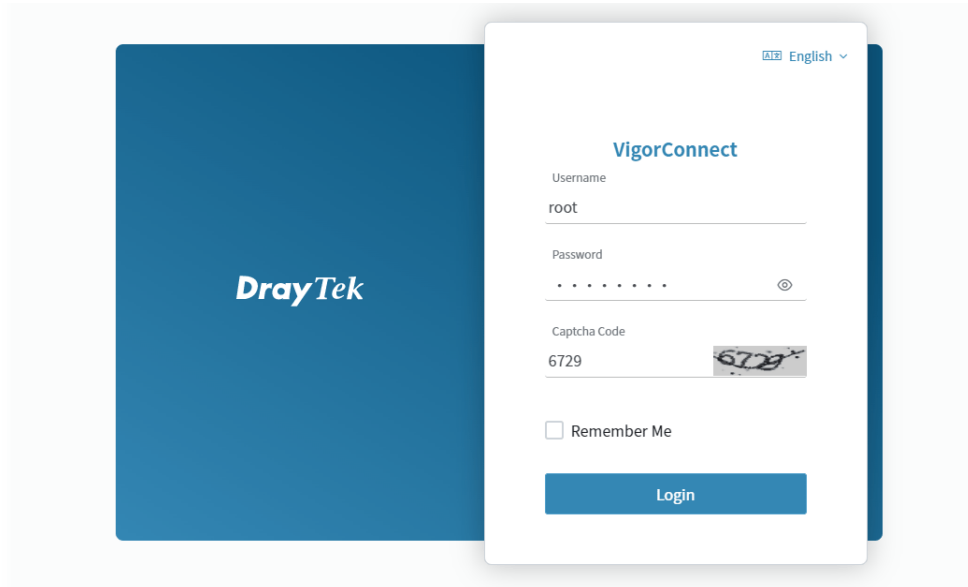 English
VigorConnect
Username
root
DrayTek
Password
• • • • • • • •
Captcha Code
6729 6729
Remember Me
Login